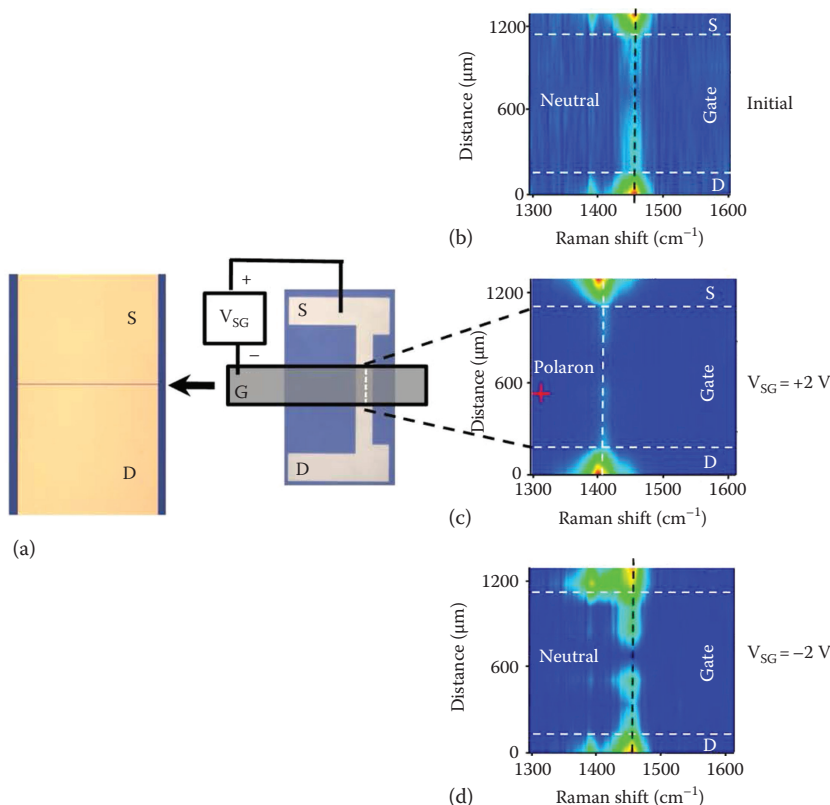 1200
600
0
Distance (µm)
S
Neutral
Gate
D
Initial
1300 1400 1500 1600
Raman shift (cm⁻¹)
(b)
S
D
(a)
+
V_SG
−
G
S
D
1200
600
0
Distance (µm)
S
Polaron
Gate
D
V_SG = +2 V
1300 1400 1500 1600
Raman shift (cm⁻¹)
(c)
1200
600
0
Distance (µm)
Neutral
Gate
D
V_SG = −2 V
1300 1400 1500 1600
Raman shift (cm⁻¹)
(d)